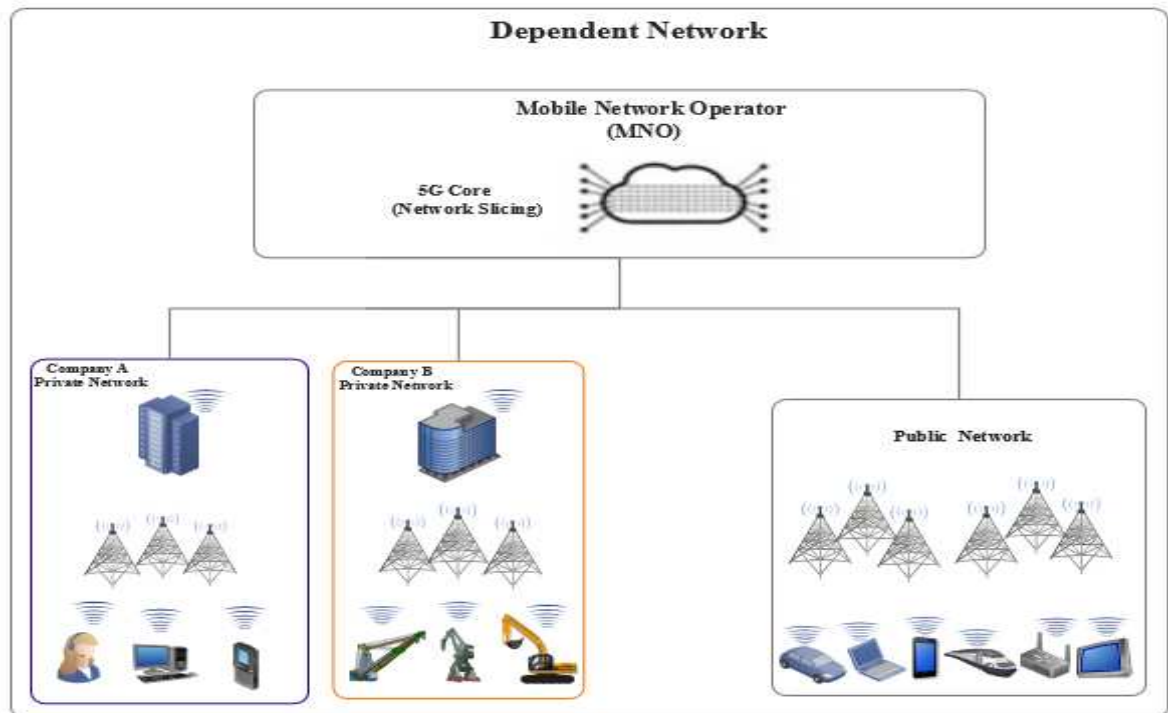 Dependent Network
Mobile Network Operator
(MNO)
5G Core
(Network Slicing)
Company A
Private Network
Company B
Private Network
Public Network